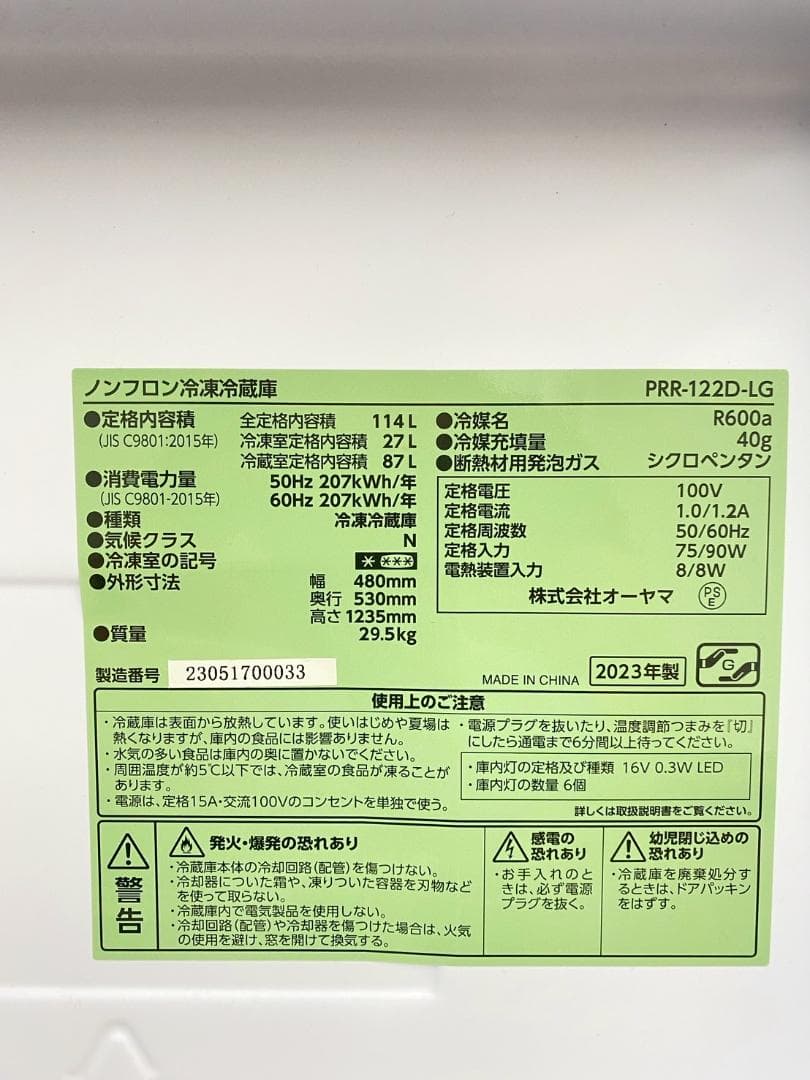 ノンフロン冷凍冷蔵庫 PRR-122D-LG
●定格内容積 全定格内容積 114L
(JIS C9801:2015年) 冷凍室定格内容積 27L
冷蔵室定格内容積 87L
●消費電力量 50Hz 207kWh/年
(JIS C9801-2015年) 60Hz 207kWh/年
●種類 冷凍冷蔵庫
●気候クラス N
●冷凍室の記号 * ***
●外形寸法 幅 480mm
奥行 530mm
高さ 1235mm
●質量 29.5kg
●冷媒名 R600a
●冷媒充填量 40g
●断熱材用発泡ガス シクロペンタン
定格電圧 100V
定格電流 1.0/1.2A
定格周波数 50/60Hz
定格入力 75/90W
電熱装置入力 8/8W
株式会社オーヤマ PSE
製造番号 23051700033
MADE IN CHINA 2023年製 G
使用上のご注意
・冷蔵庫は表面から放熱しています。使いはじめや夏場は
熱くなりますが、庫内の食品には影響ありません。
・水気の多い食品は庫内の奥に置かないでください。
・周囲温度が約5℃以下では、冷蔵室の食品が凍ることが
あります。
・電源は、定格15A・交流100Vのコンセントを単独で使う。
・電源プラグを抜いたり、温度調節つまみを『切』
にしたら通電まで6分間以上待ってください。
・庫内灯の定格及び種類 16V 0.3W LED
・庫内灯の数量 6個
詳しくは取扱説明書をご覧ください。
警告
発火・爆発の恐れあり
・冷蔵庫本体の冷却回路(配管)を傷つけない。
・冷却器についた霜や、凍りついた容器を刃物など
を使って取らない。
・冷蔵庫内で電気製品を使用しない。
・冷却回路(配管)や冷却器を傷つけた場合は、火気
の使用を避け、窓を開けて換気する。
感電の
恐れあり
・お手入れのと
きは、必ず電源
プラグを抜く。
幼児閉じ込めの
恐れあり
・冷蔵庫を廃棄処分す
るときは、ドアパッキン
をはずす。